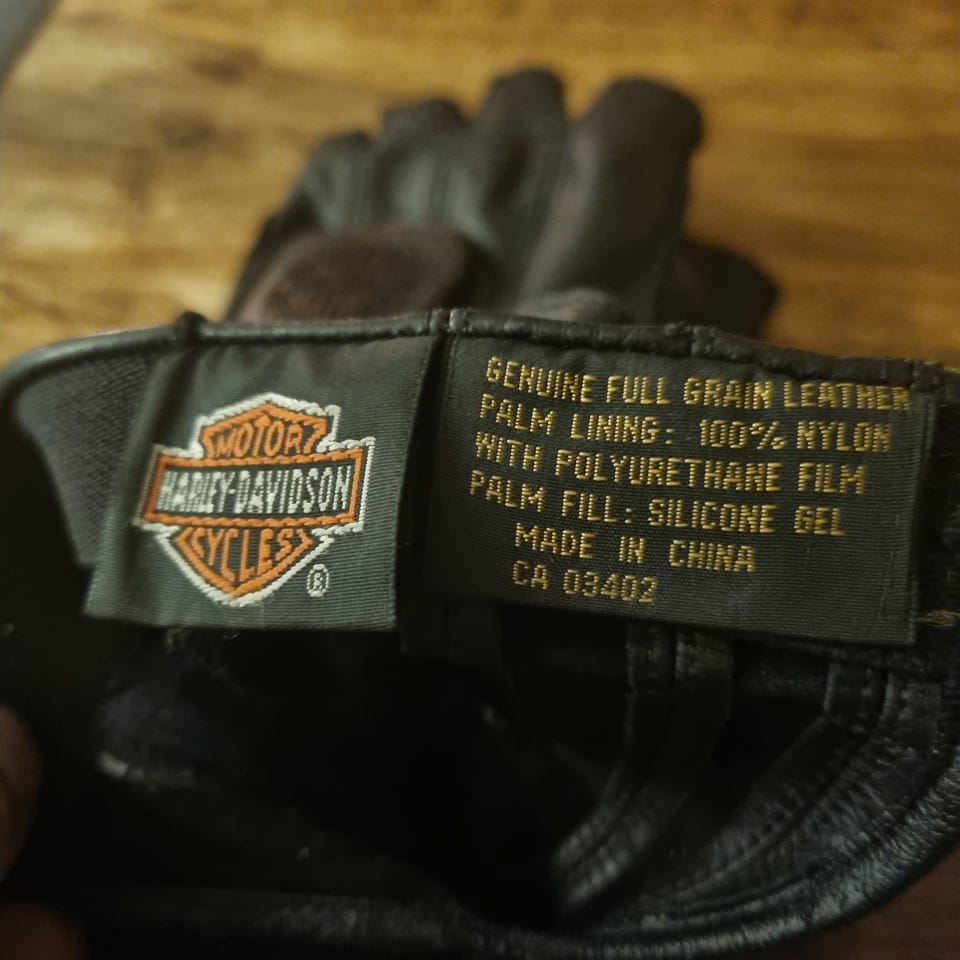 MOTOR
HARLEY-DAVIDSON
CYCLES
®
GENUINE FULL GRAIN LEATHER
PALM LINING: 100% NYLON
WITH POLYURETHANE FILM
PALM FILL: SILICONE GEL
MADE IN CHINA
CA 03402